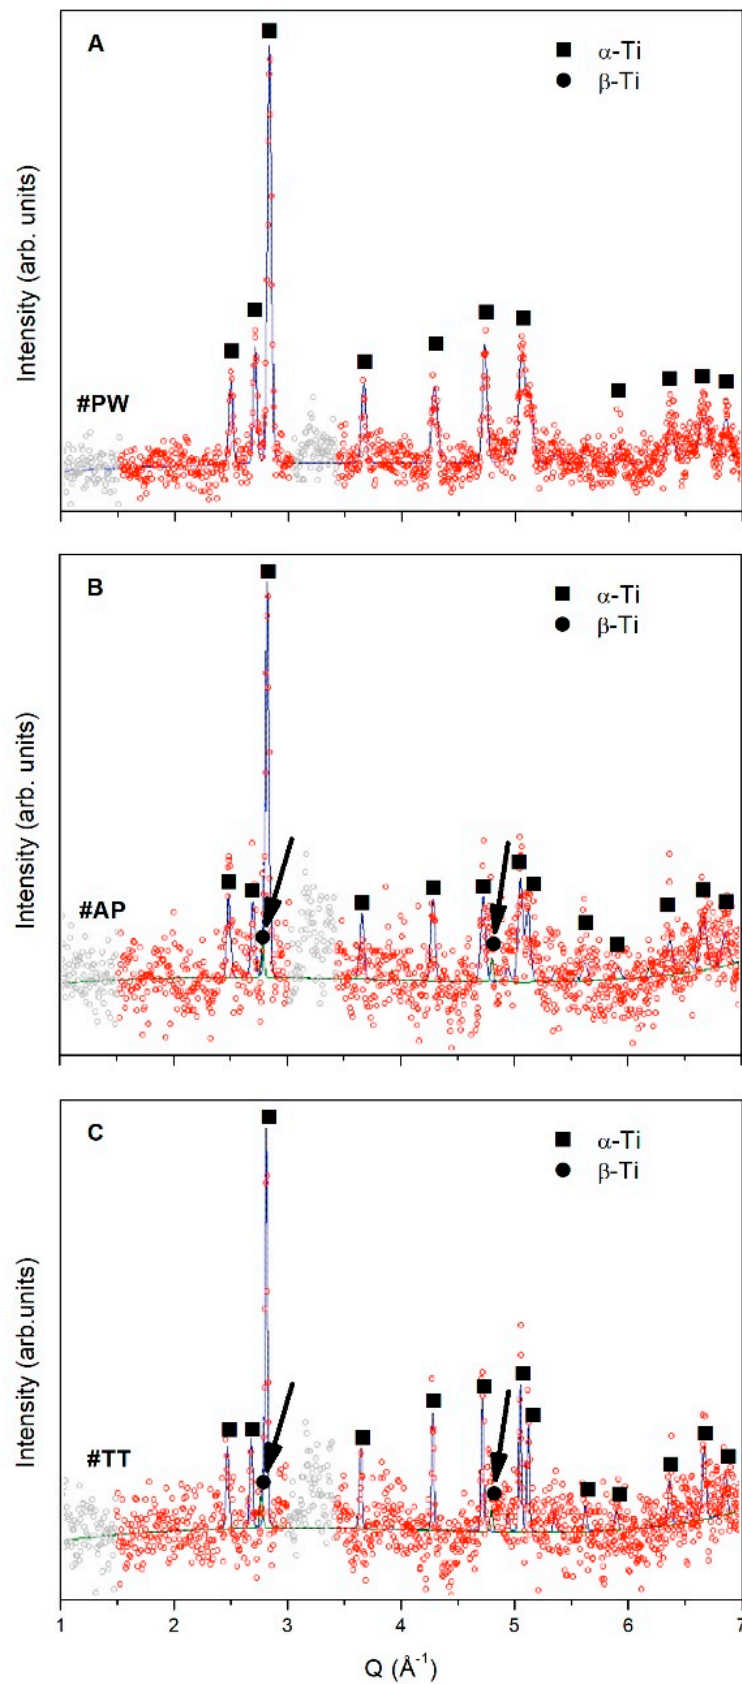 A
■ α-Ti
● β-Ti
Intensity (arb. units)
#PW
B
■ α-Ti
● β-Ti
Intensity (arb. units)
#AP
C
■ α-Ti
● β-Ti
Intensity (arb.units)
#TT
1 2 3 4 5 6 7
Q (Å⁻¹)